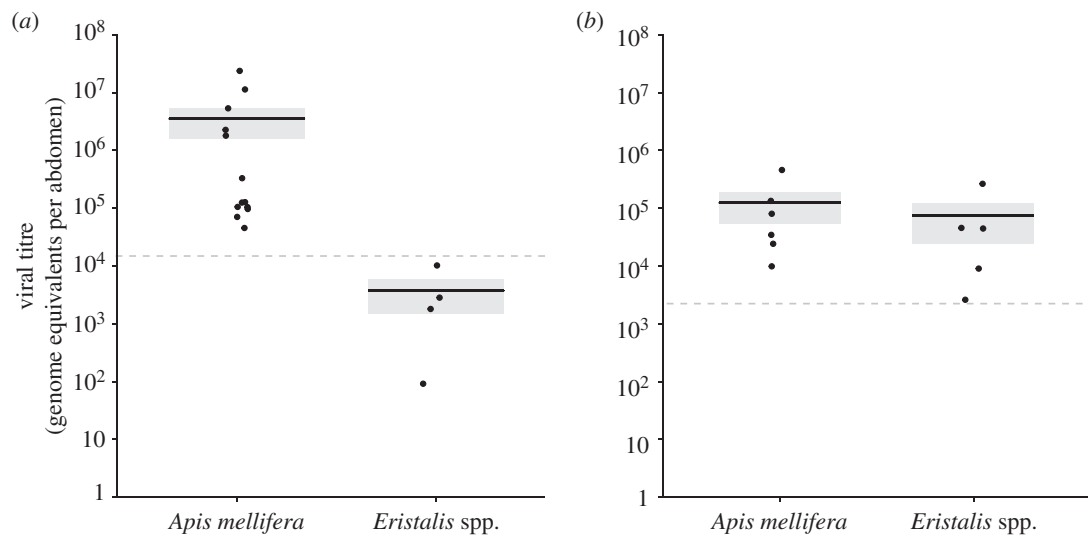 (a)
10⁸
10⁷
10⁶
10⁵
10⁴
10³
10²
10
1
viral titre
(genome equivalents per abdomen)
Apis mellifera
Eristalis spp.
(b)
10⁸
10⁷
10⁶
10⁵
10⁴
10³
10²
10
1
Apis mellifera
Eristalis spp.